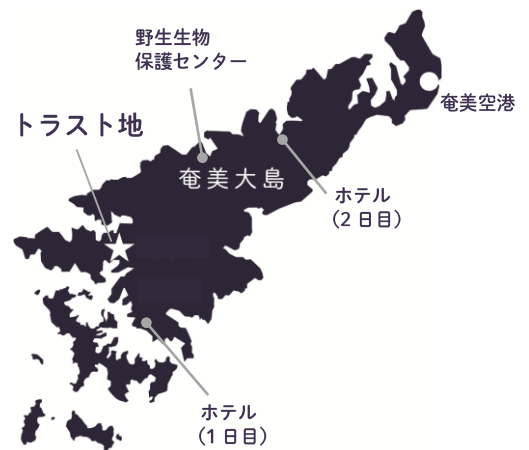 野生生物
保護センター
奄美空港
トラスト地
奄美大島
ホテル
（2日目）
ホテル
（1日目）